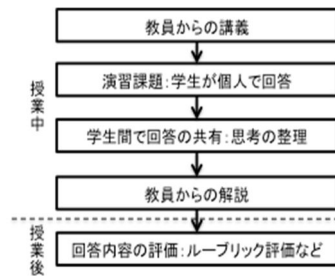 教員からの講義
演習課題：学生が個人で回答
学生間で回答の共有：思考の整理
教員からの解説
回答内容の評価：ルーブリック評価など
授業中
授業後